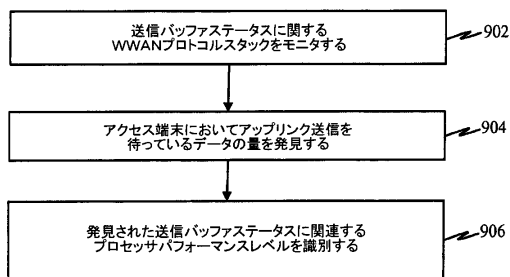 送信バッファステータスに関する
WWANプロトコルスタックをモニタする
902
アクセス端末においてアップリンク送信を
待っているデータの量を発見する
904
発見された送信バッファステータスに関連する
プロセッサパフォーマンスレベルを識別する
906